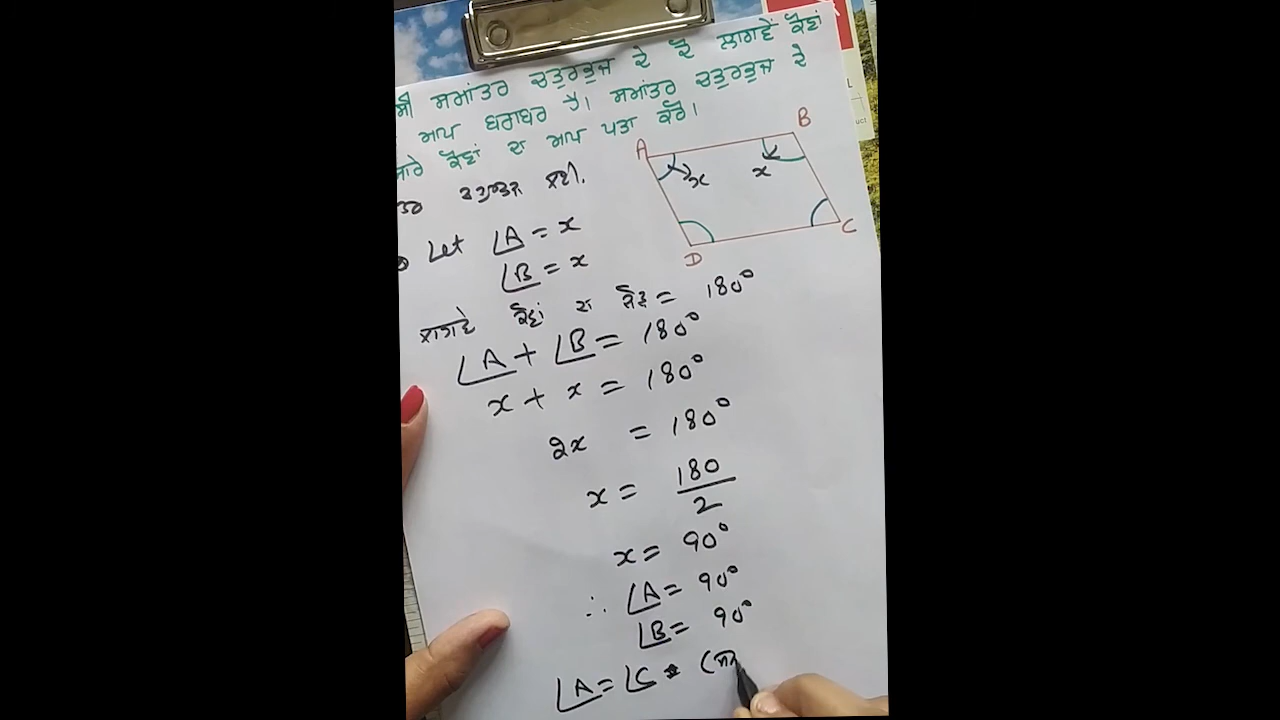 ਸਮਾਂਤਰ ਚਤੁਰਭੁਜ ਦੇ ਦੋ ਲਾਗਵੇਂ ਕੋਣਾਂ
ਮਾਪ ਬਰਾਬਰ ਹੈ। ਸਮਾਂਤਰ ਚਤੁਰਭੁਜ ਦੇ
ਸਾਰੇ ਕੋਣਾਂ ਦਾ ਮਾਪ ਪਤਾ ਕਰੋ।
A B
x x
C
D
Let ∠A = x
∠B = x
ਲਾਗਵੇ ਕੋਣਾਂ ਦਾ ਜੋੜ = 180°
∠A + ∠B = 180°
x + x = 180°
2x = 180°
x = 180/2
x = 90°
∴ ∠A = 90°
∠B = 90°
∠A = ∠C